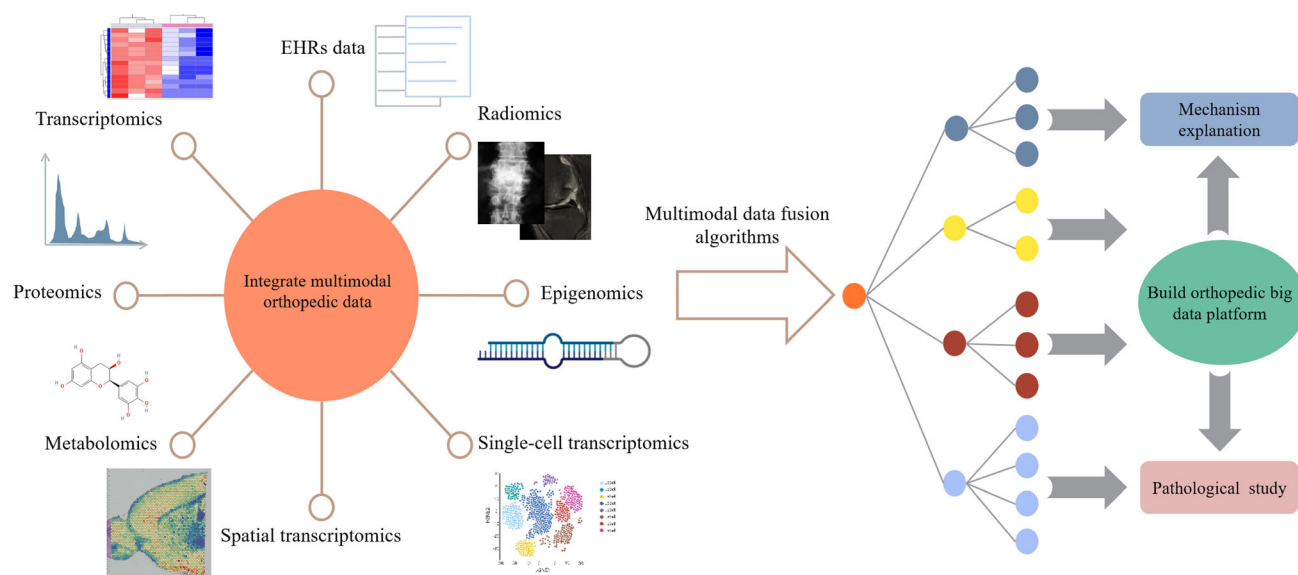 EHRs data
Transcriptomics
Radiomics
Proteomics
Integrate multimodal
orthopedic data
Epigenomics
Metabolomics
Single-cell transcriptomics
Spatial transcriptomics
Multimodal data fusion
algorithms
Mechanism
explanation
Build orthopedic big
data platform
Pathological study